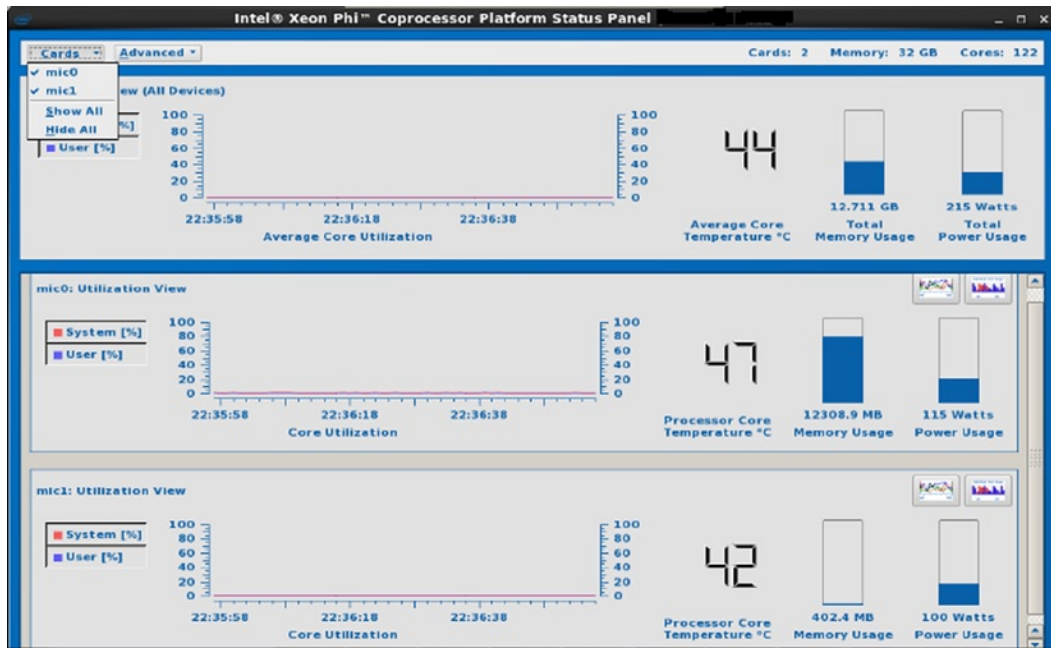 Intel® Xeon Phi™ Coprocessor Platform Status Panel
Cards Advanced Cards: 2 Memory: 32 GB Cores: 122
mic0
mic1
Show All
Hide All
ew (All Devices)
%]
User [%]
100
80
60
40
20
0
100
80
60
40
20
0
22:35:58 22:36:18 22:36:38
Average Core Utilization
44
Average Core
Temperature °C
12.711 GB
Total
Memory Usage
215 Watts
Total
Power Usage
mic0: Utilization View
System [%]
User [%]
100
80
60
40
20
0
100
80
60
40
20
0
22:35:58 22:36:18 22:36:38
Core Utilization
47
Processor Core
Temperature °C
12308.9 MB
Memory Usage
115 Watts
Power Usage
mic1: Utilization View
System [%]
User [%]
100
80
60
40
20
0
100
80
60
40
20
0
22:35:58 22:36:18 22:36:38
Core Utilization
42
Processor Core
Temperature °C
402.4 MB
Memory Usage
100 Watts
Power Usage